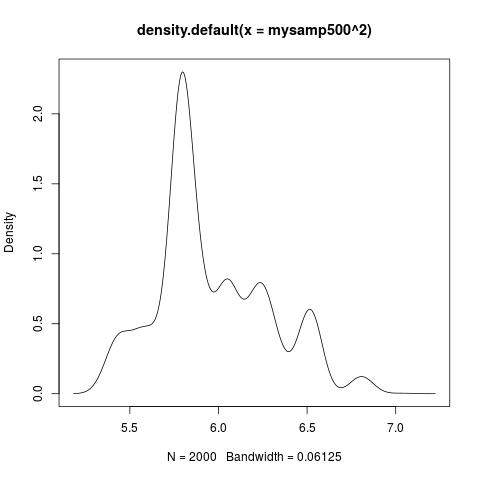 density.default(x = mysamp500^2)
Density
2.0
1.5
1.0
0.5
0.0
5.5 6.0 6.5 7.0
N = 2000 Bandwidth = 0.06125